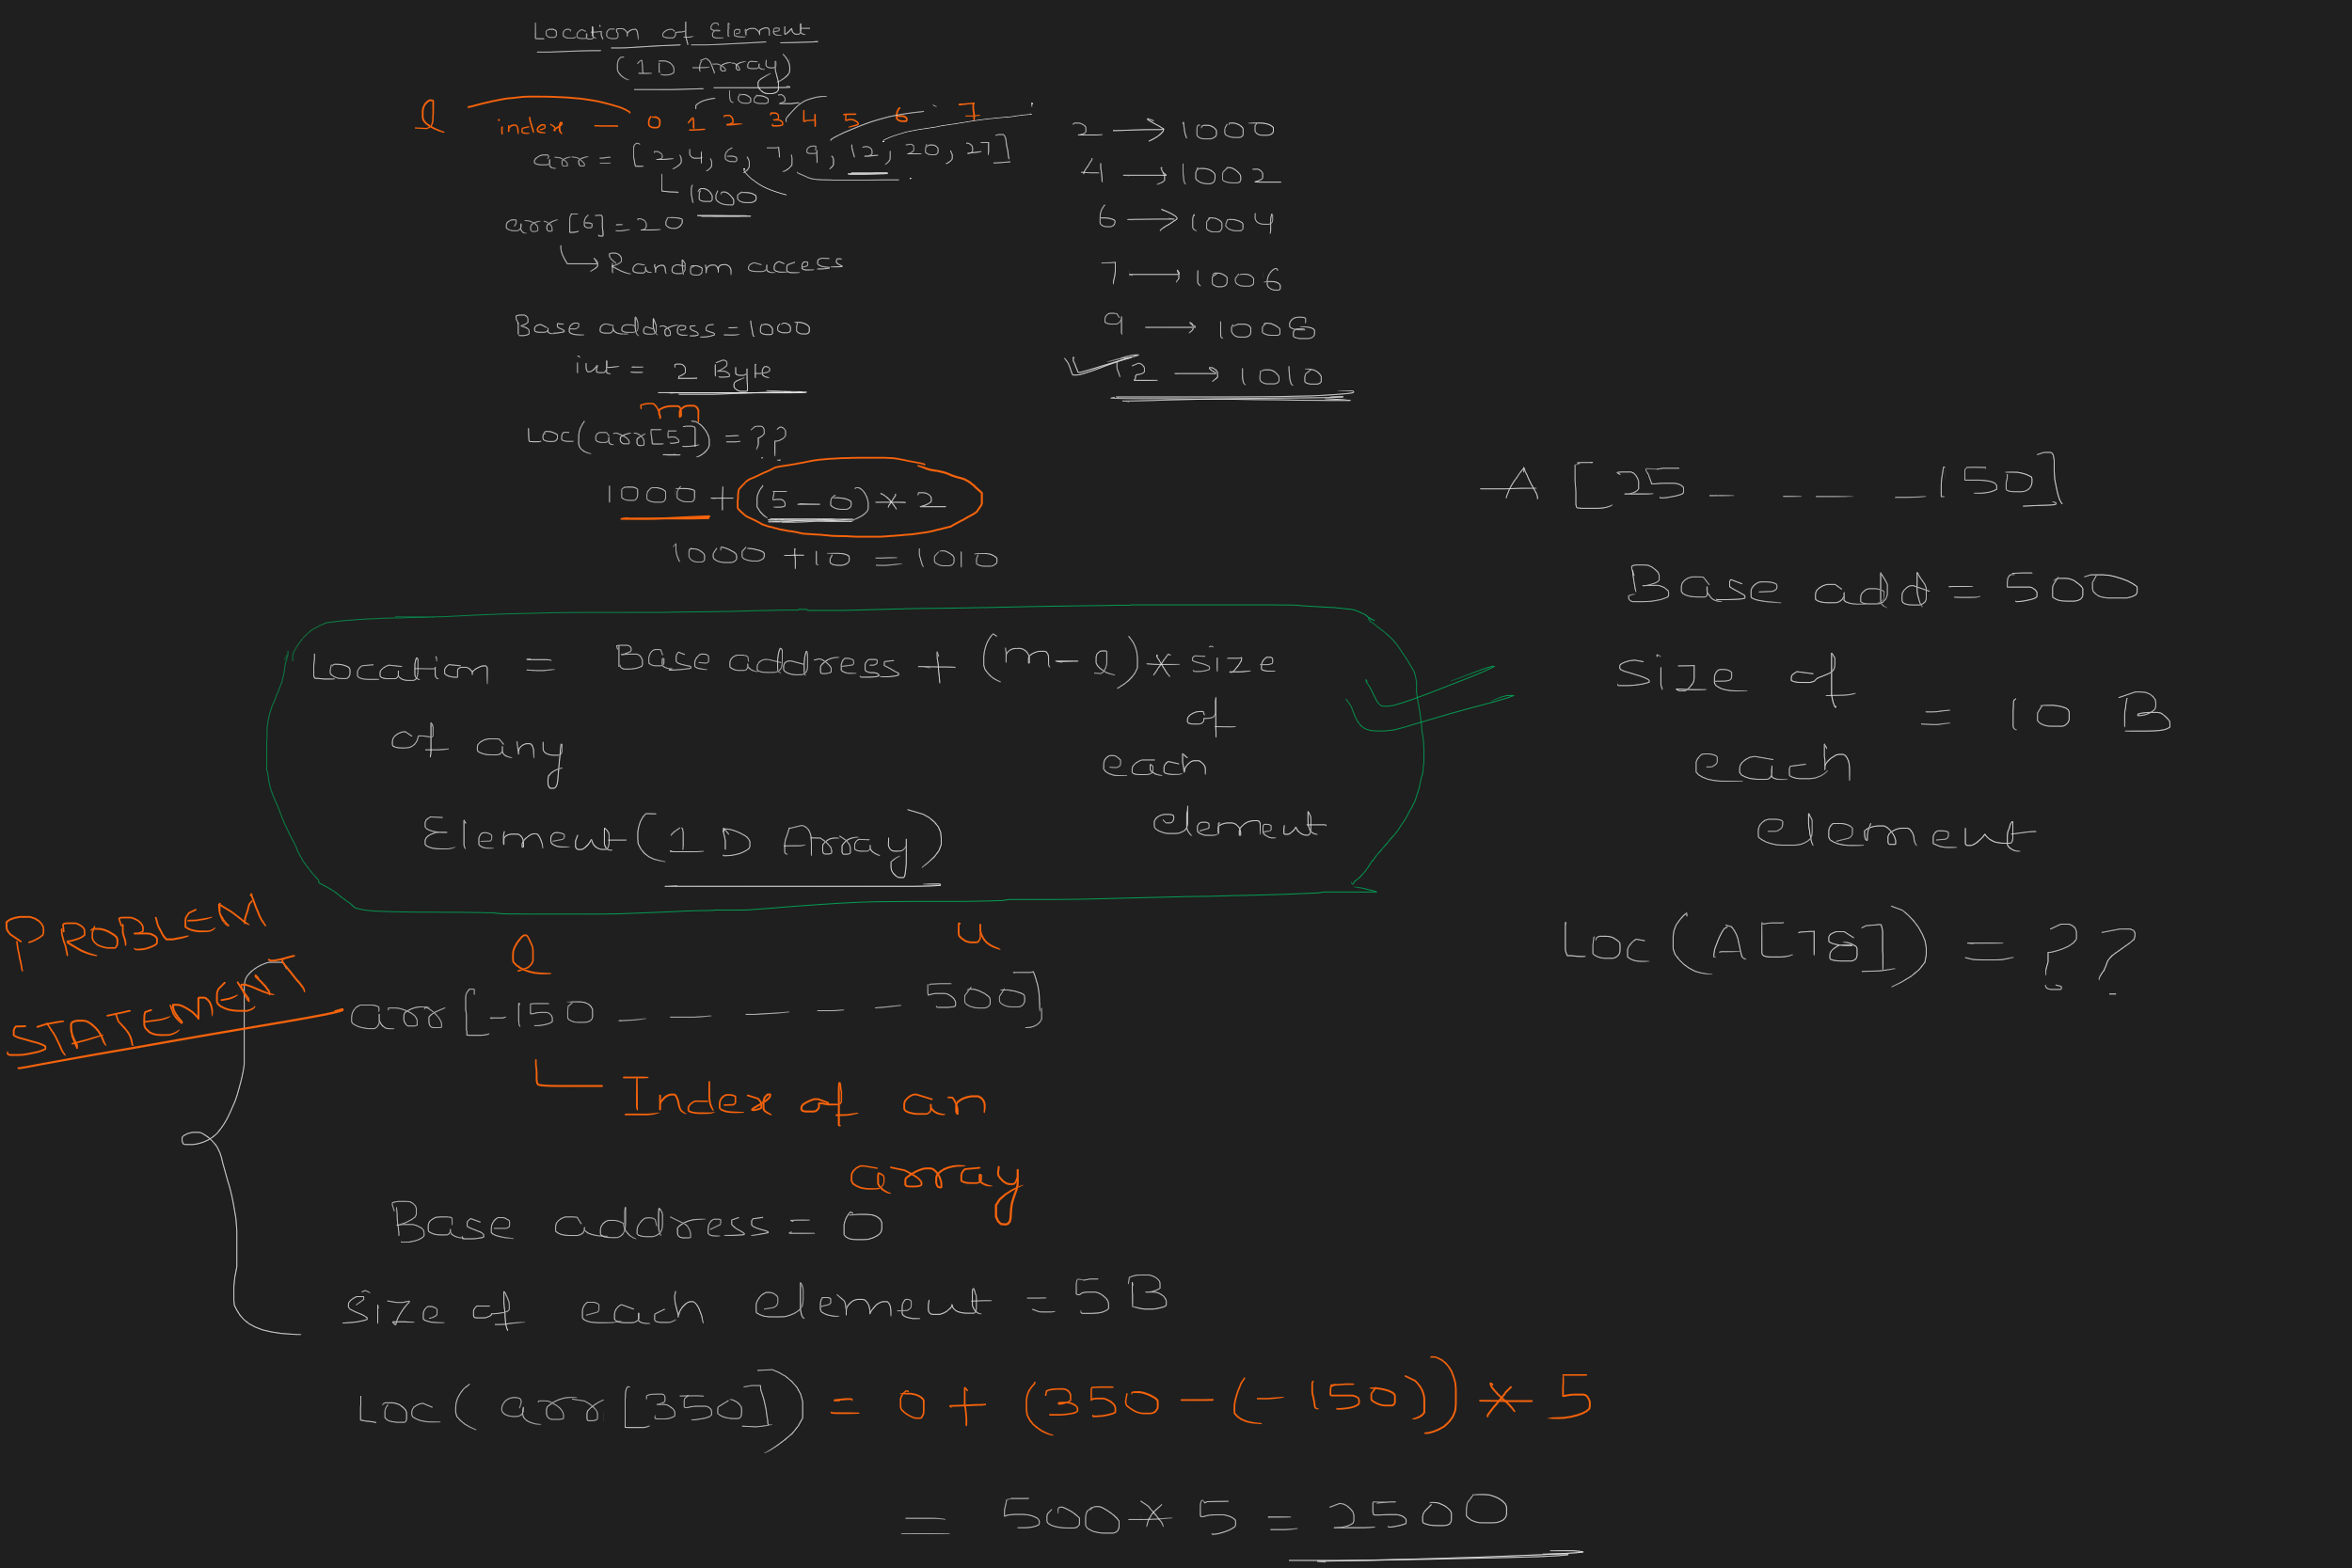 Location of Element
(1D Array)
1002
l index - 0 1 2 3 4 5 6 7
arr = [2, 4, 6, 7, 9, 12, 20, 27]
1000
arr[6] = 20
Random access
Base address = 1000
int = 2 Byte
m
Loc(arr[5]) = ??
1000 + (5-0)*2
1000 + 10 = 1010
2 → 1000
4 → 1002
6 → 1004
7 → 1006
9 → 1008
12 → 1010
Location = Base address + (m-l)*size
of any of
each
Element (1D Array) element
A[25 - - - - 150]
Base add = 500
size of
= 10 B
each
element
Loc(A[78]) = ??
PROBLEM
STATEMENT
l u
arr[-150 - - - - - 500]
Index of an
array
Base address = 0
size of each element = 5B
Loc(arr[350]) = 0 + (350-(-150)) * 5
= 500 * 5 = 2500